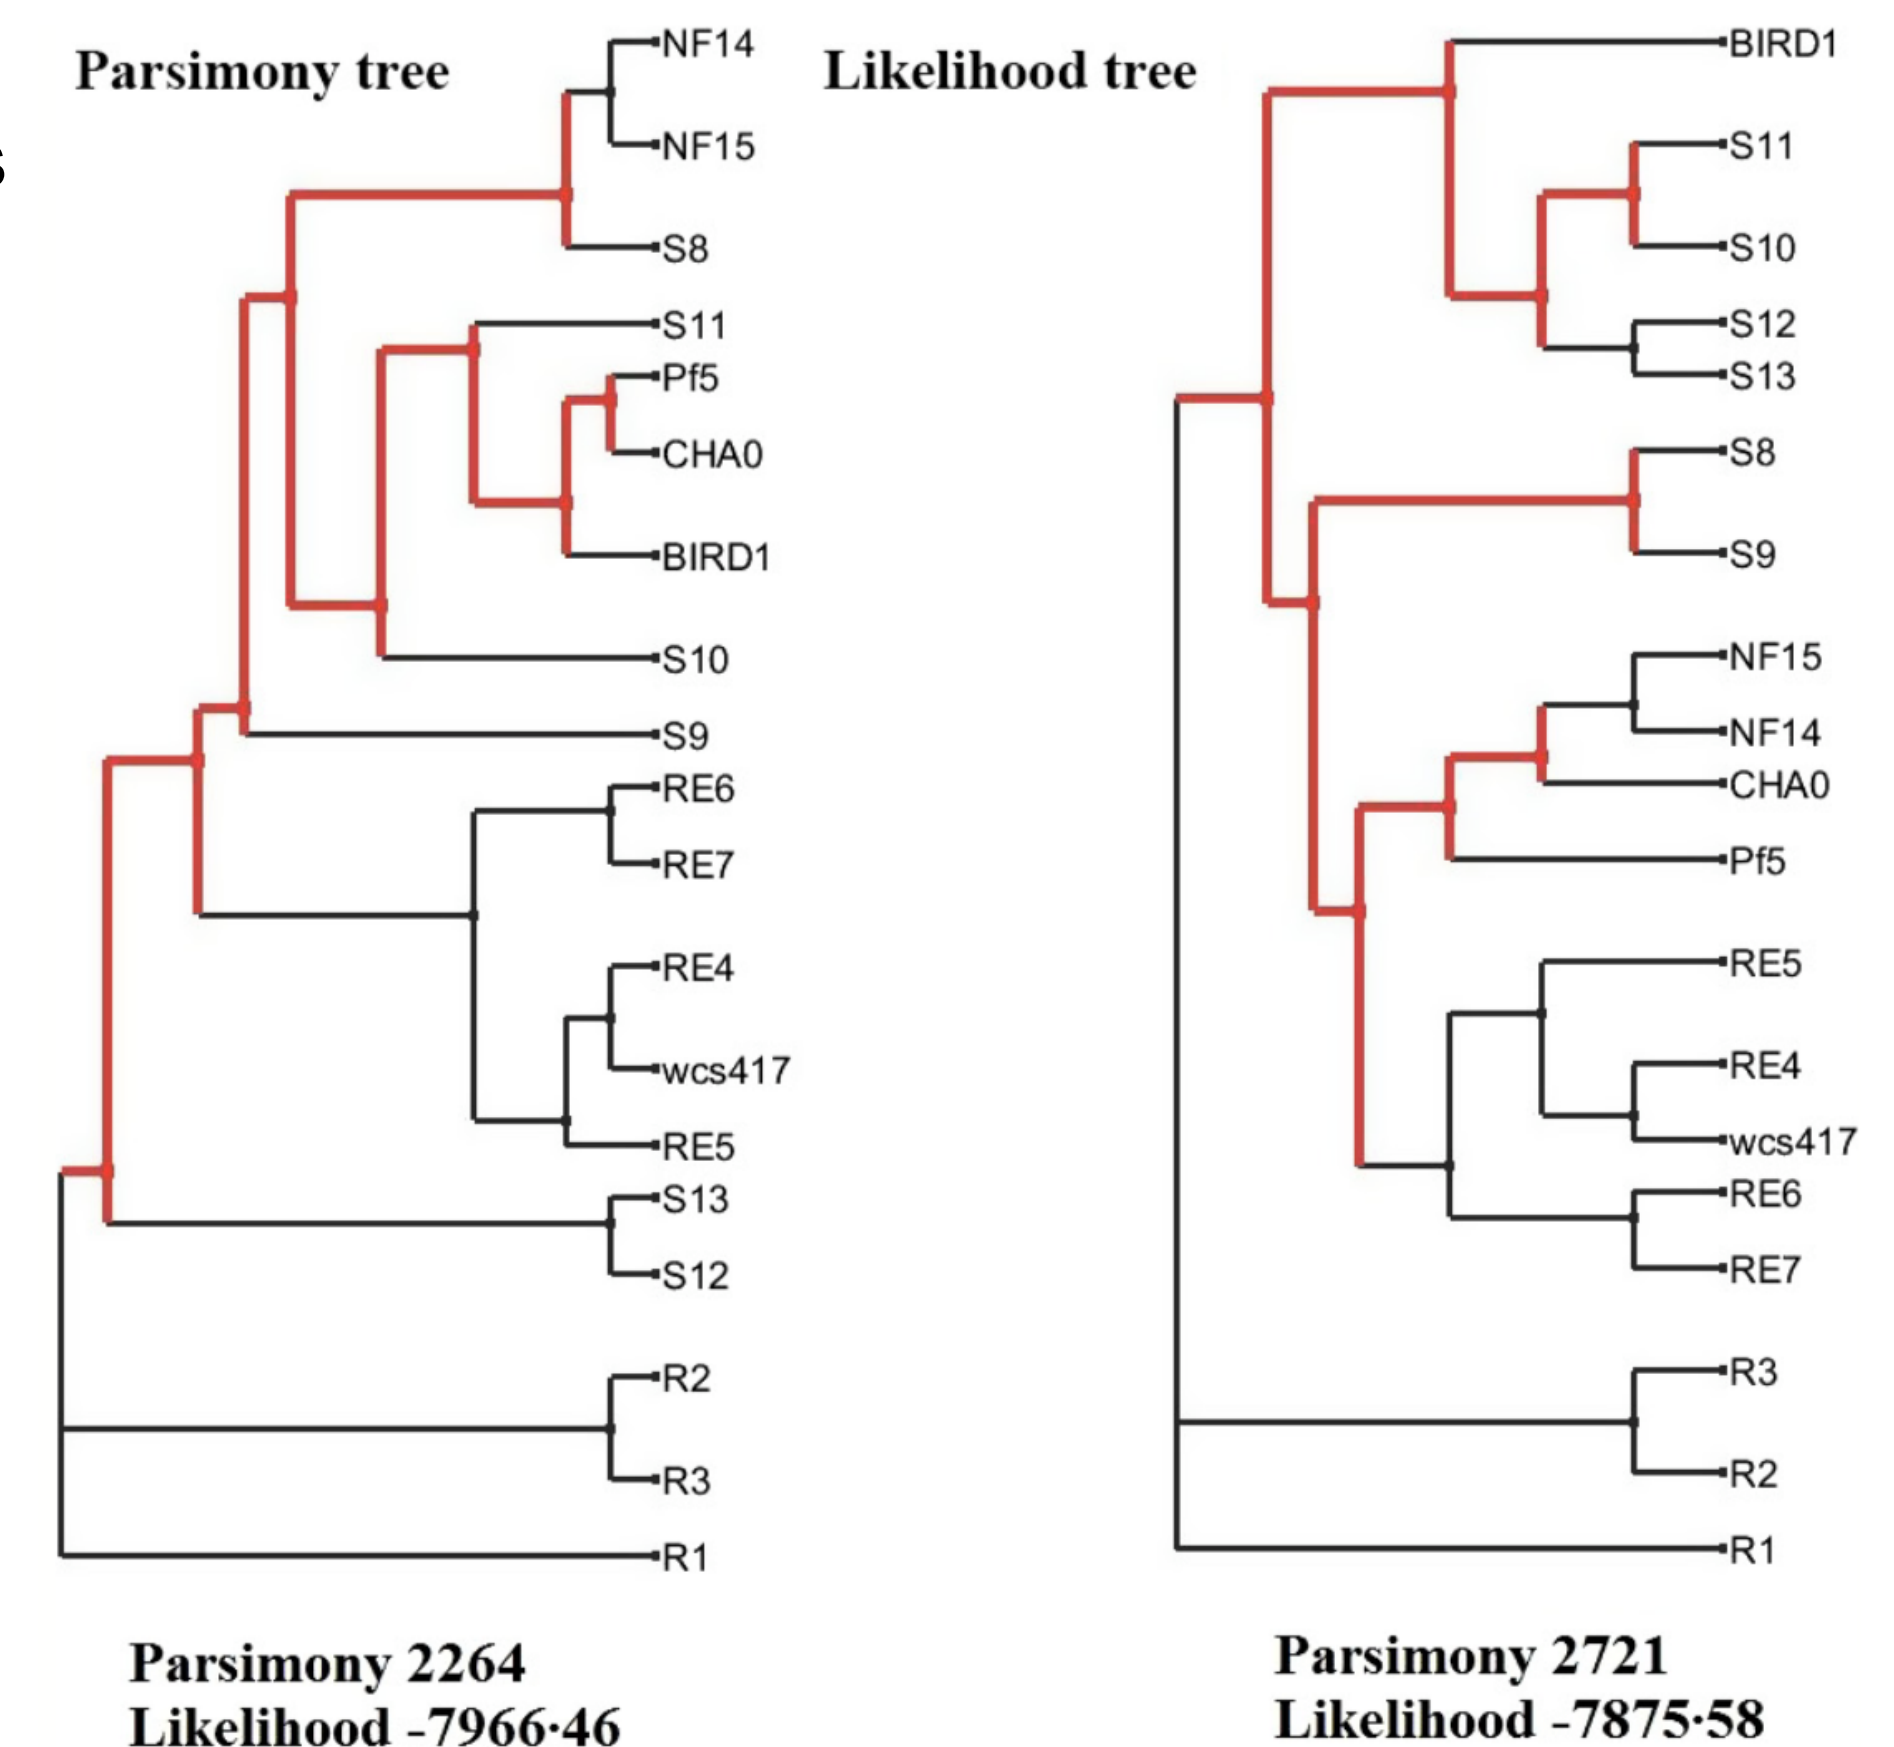 Parsimony tree
NF14
NF15
S8
S11
Pf5
CHA0
BIRD1
S10
S9
RE6
RE7
RE4
wcs417
RE5
S13
S12
R2
R3
R1
Parsimony 2264
Likelihood -7966·46
Likelihood tree
BIRD1
S11
S10
S12
S13
S8
S9
NF15
NF14
CHA0
Pf5
RE5
RE4
wcs417
RE6
RE7
R3
R2
R1
Parsimony 2721
Likelihood -7875·58